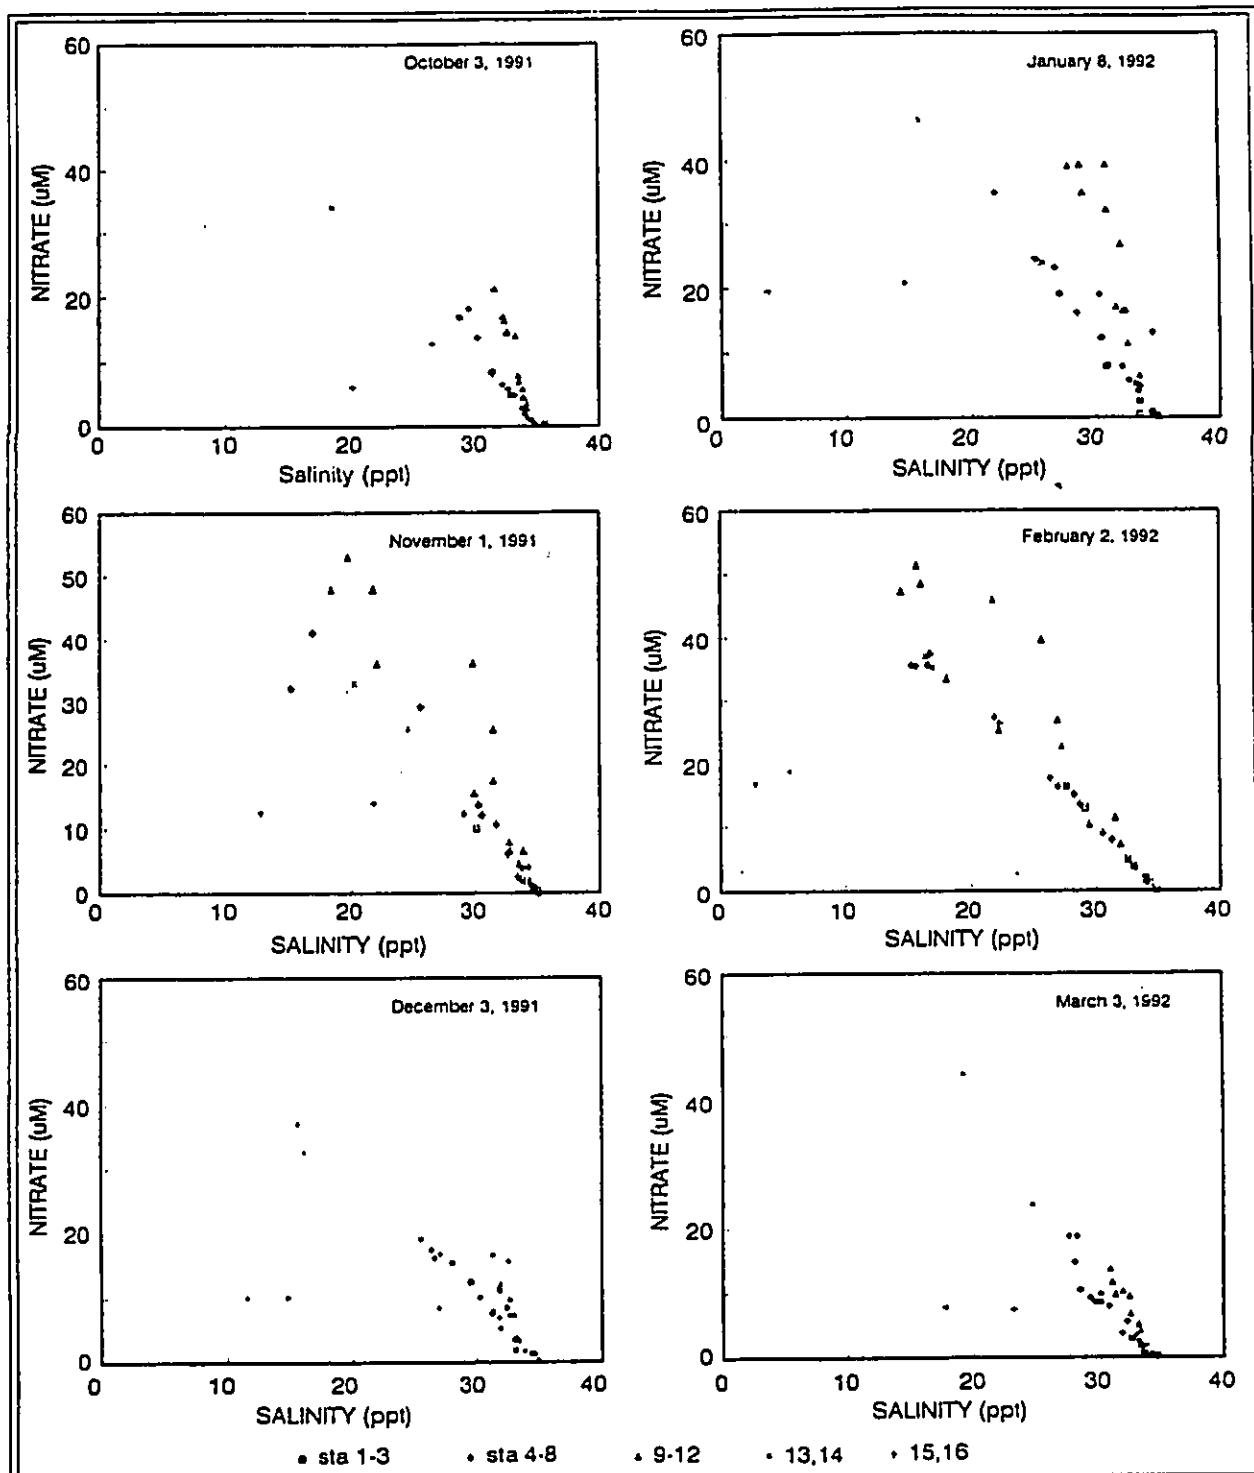 60
October 3, 1991
40
NITRATE (uM)
20
0
0 10 20 30 40
Salinity (ppt)
60
January 8, 1992
40
NITRATE (uM)
20
0
0 10 20 30 40
SALINITY (ppt)
60
November 1, 1991
50
40
NITRATE (uM)
30
20
10
0
0 10 20 30 40
SALINITY (ppt)
60
February 2, 1992
40
NITRATE (uM)
20
0
0 10 20 30 40
SALINITY (ppt)
60
December 3, 1991
40
NITRATE (uM)
20
0
0 10 20 30 40
SALINITY (ppt)
60
March 3, 1992
40
NITRATE (uM)
20
0
0 10 20 30 40
SALINITY (ppt)
sta 1-3 sta 4-8 9-12 13,14 15,16